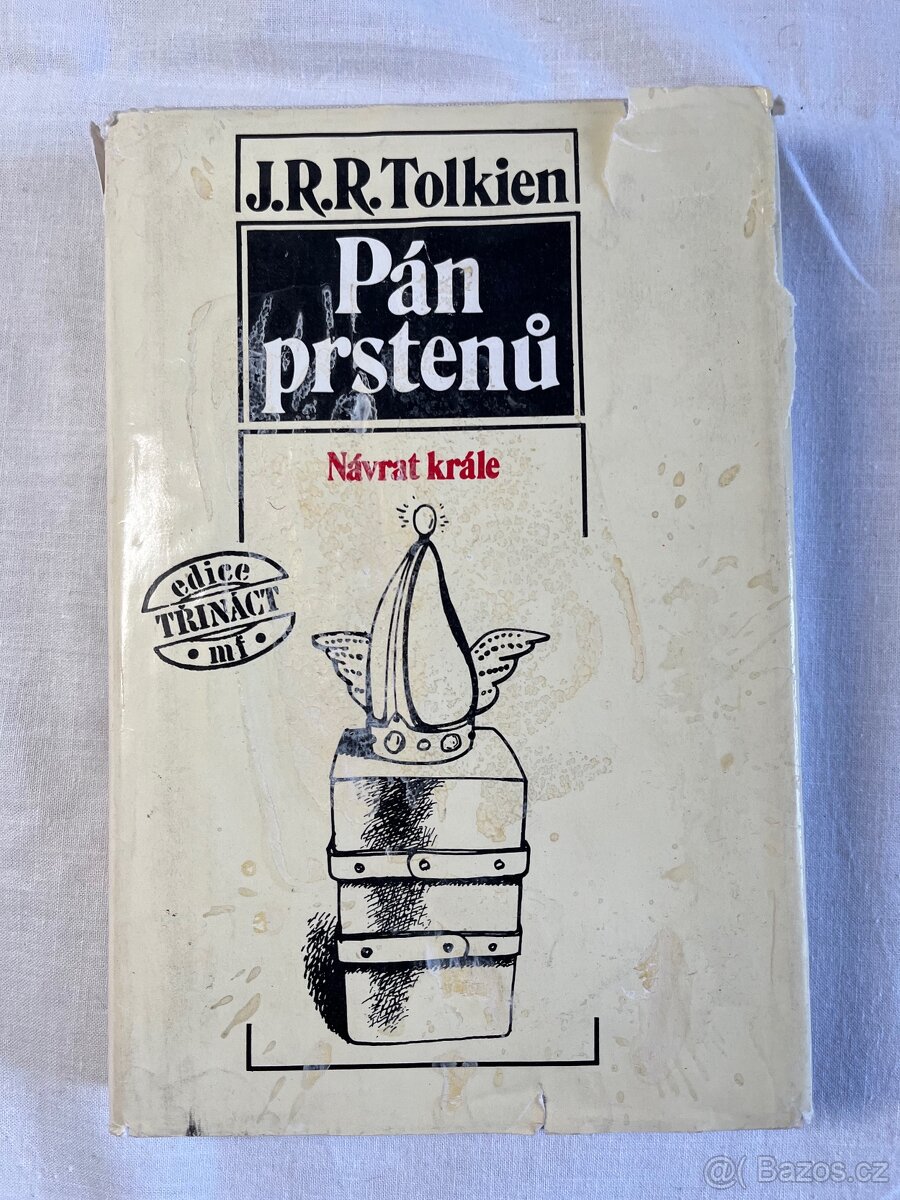 J.R.R.Tolkien
Pán
prstenů
Návrat krále
edice
TŘINÁCT
• mf •
@( Bazos.cz